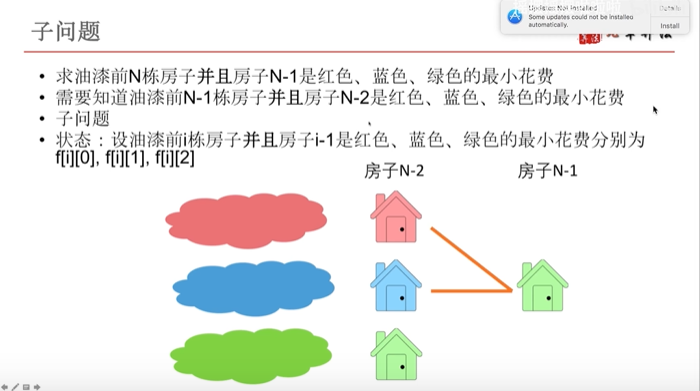 Updates Not Installed
Some updates could not be installed
automatically.
Details
Install
子问题
• 求油漆前N栋房子并且房子N-1是红色、蓝色、绿色的最小花费
• 需要知道油漆前N-1栋房子并且房子N-2是红色、蓝色、绿色的最小花费
• 子问题
• 状态：设油漆前i栋房子并且房子i-1是红色、蓝色、绿色的最小花费分别为
f[i][0], f[i][1], f[i][2]
房子N-2
房子N-1